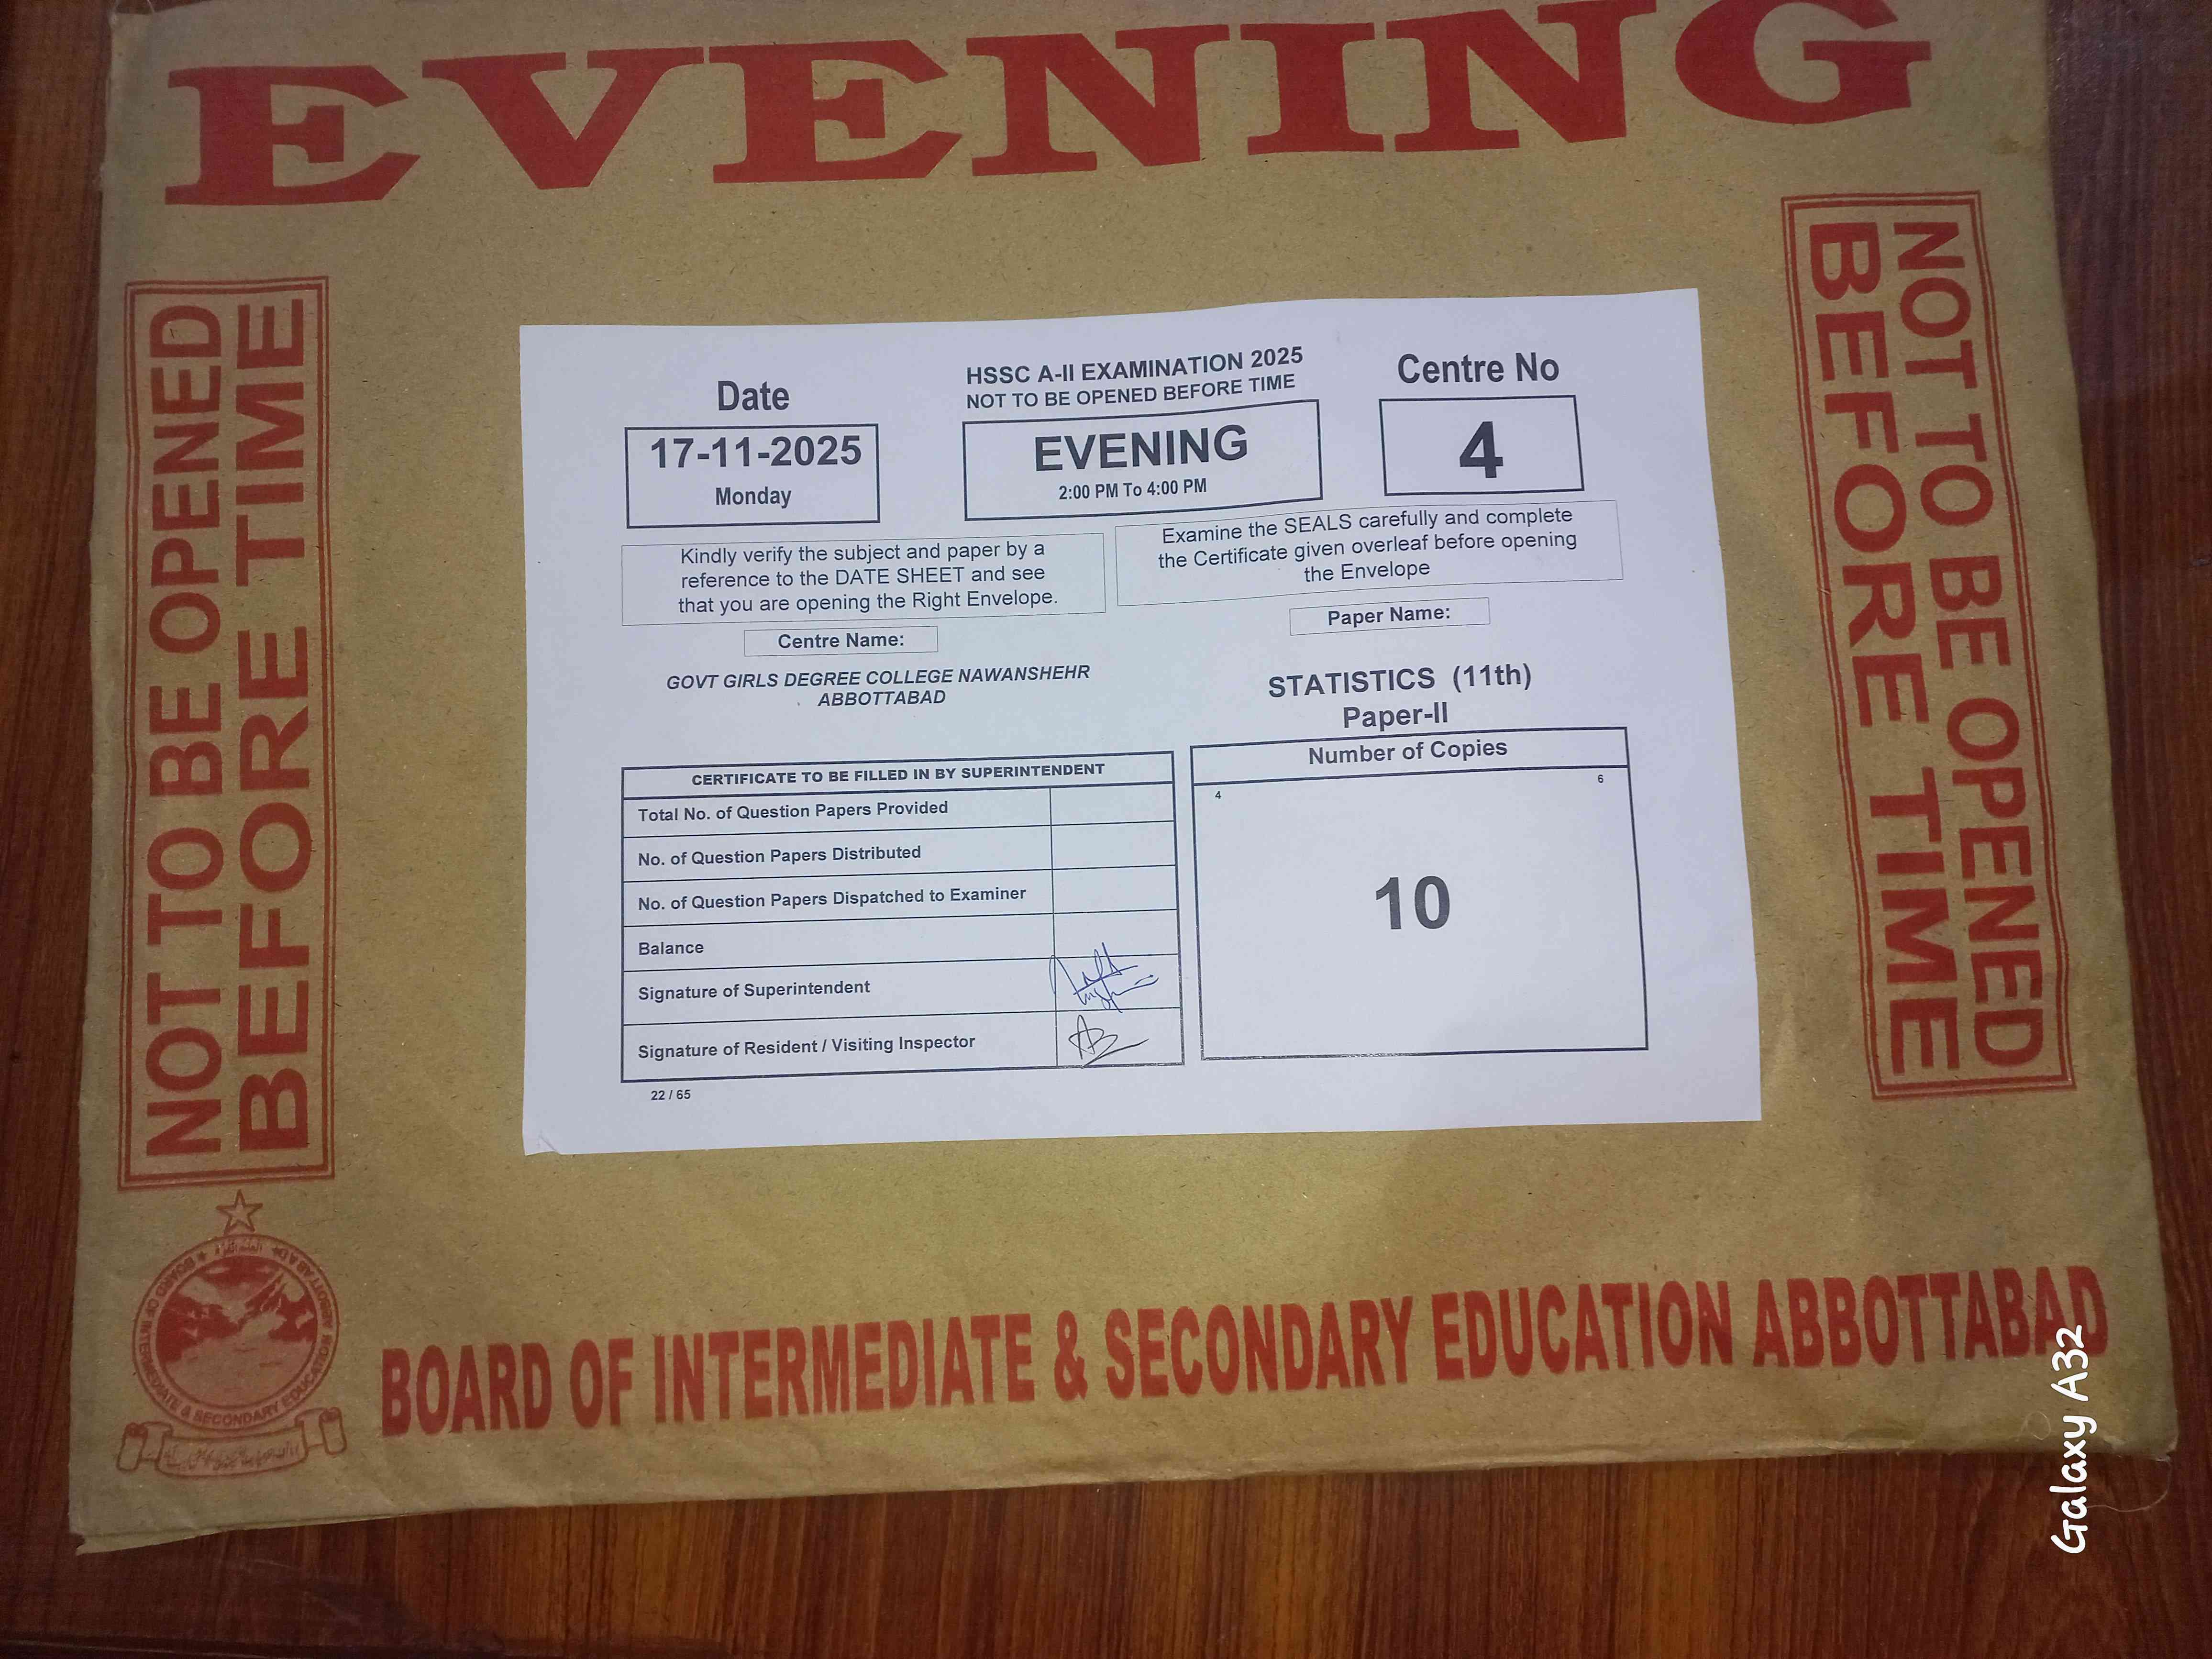 EVENING
NOT TO BE OPENED
BEFORE TIME
NOT TO BE OPENED
BEFORE TIME
Date
17-11-2025
Monday
HSSC A-II EXAMINATION 2025
NOT TO BE OPENED BEFORE TIME
EVENING
2:00 PM To 4:00 PM
Centre No
4
Kindly verify the subject and paper by a
reference to the DATE SHEET and see
that you are opening the Right Envelope.
Examine the SEALS carefully and complete
the Certificate given overleaf before opening
the Envelope
Centre Name:
GOVT GIRLS DEGREE COLLEGE NAWANSHEHR
ABBOTTABAD
Paper Name:
STATISTICS (11th)
Paper-II
CERTIFICATE TO BE FILLED IN BY SUPERINTENDENT
Total No. of Question Papers Provided
No. of Question Papers Distributed
No. of Question Papers Dispatched to Examiner
Balance
Signature of Superintendent
Signature of Resident / Visiting Inspector
22 / 65
Number of Copies
4 6
10
BOARD OF INTERMEDIATE & SECONDARY EDUCATION ABBOTTABAD
BOARD OF INTERMEDIATE & SECONDARY EDUCATION ABBOTTABAD
Galaxy A32